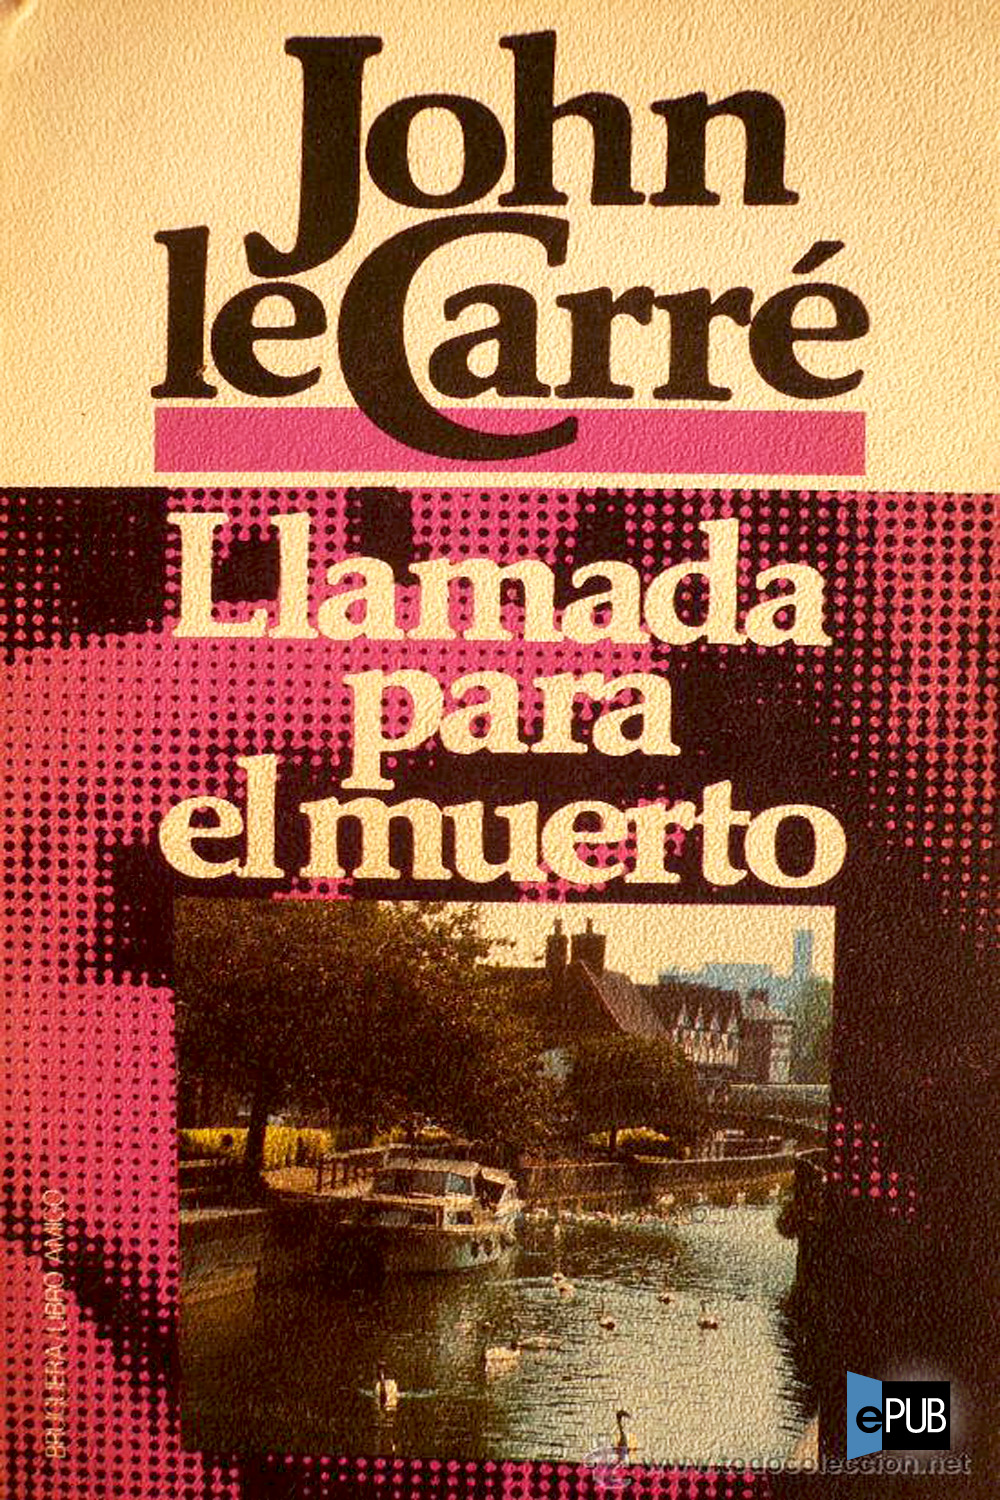 John
le Carré
Llamada
para
el muerto
BRUGUERA LIBRO AMIGO
ePUB
www.todocoleccion.net